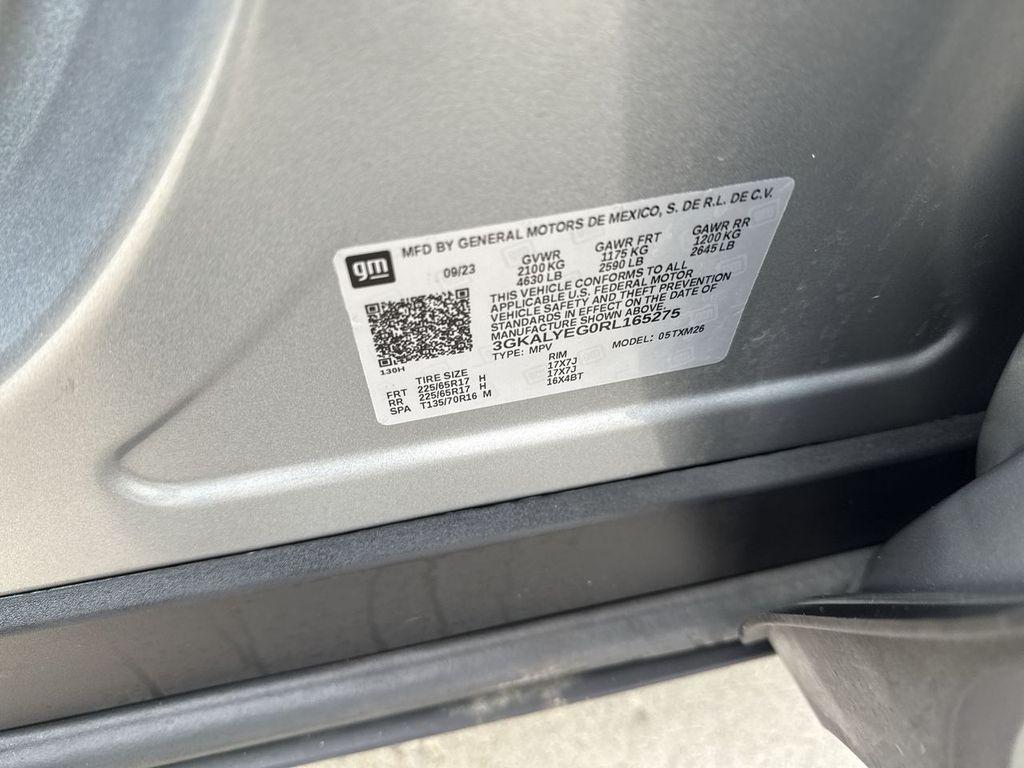 gm
MFD BY GENERAL MOTORS DE MEXICO, S. DE R.L. DE C.V.
09/23 GVWR GAWR FRT GAWR RR
2100 KG 1175 KG 1200 KG
4630 LB 2590 LB 2645 LB
THIS VEHICLE CONFORMS TO ALL
APPLICABLE U.S. FEDERAL MOTOR
VEHICLE SAFETY AND THEFT PREVENTION
STANDARDS IN EFFECT ON THE DATE OF
MANUFACTURE SHOWN ABOVE.
3GKALYEG0RL165275
TYPE: MPV MODEL: 05TXM26
130H
TIRE SIZE RIM
FRT 225/65R17 H 17X7J
RR 225/65R17 H 17X7J
SPA T135/70R16 M 16X4BT